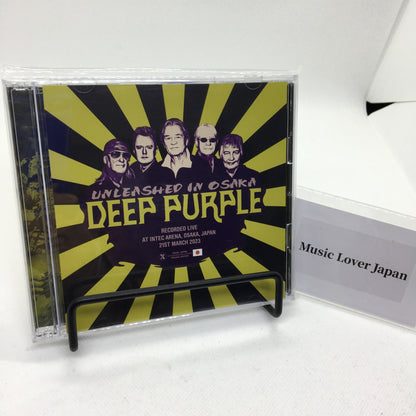 UNLEASHED IN OSAKA
DEEP PURPLE
RECORDED LIVE
AT INTEC ARENA, OSAKA, JAPAN
21ST MARCH 2023
X
Music Lover Japan